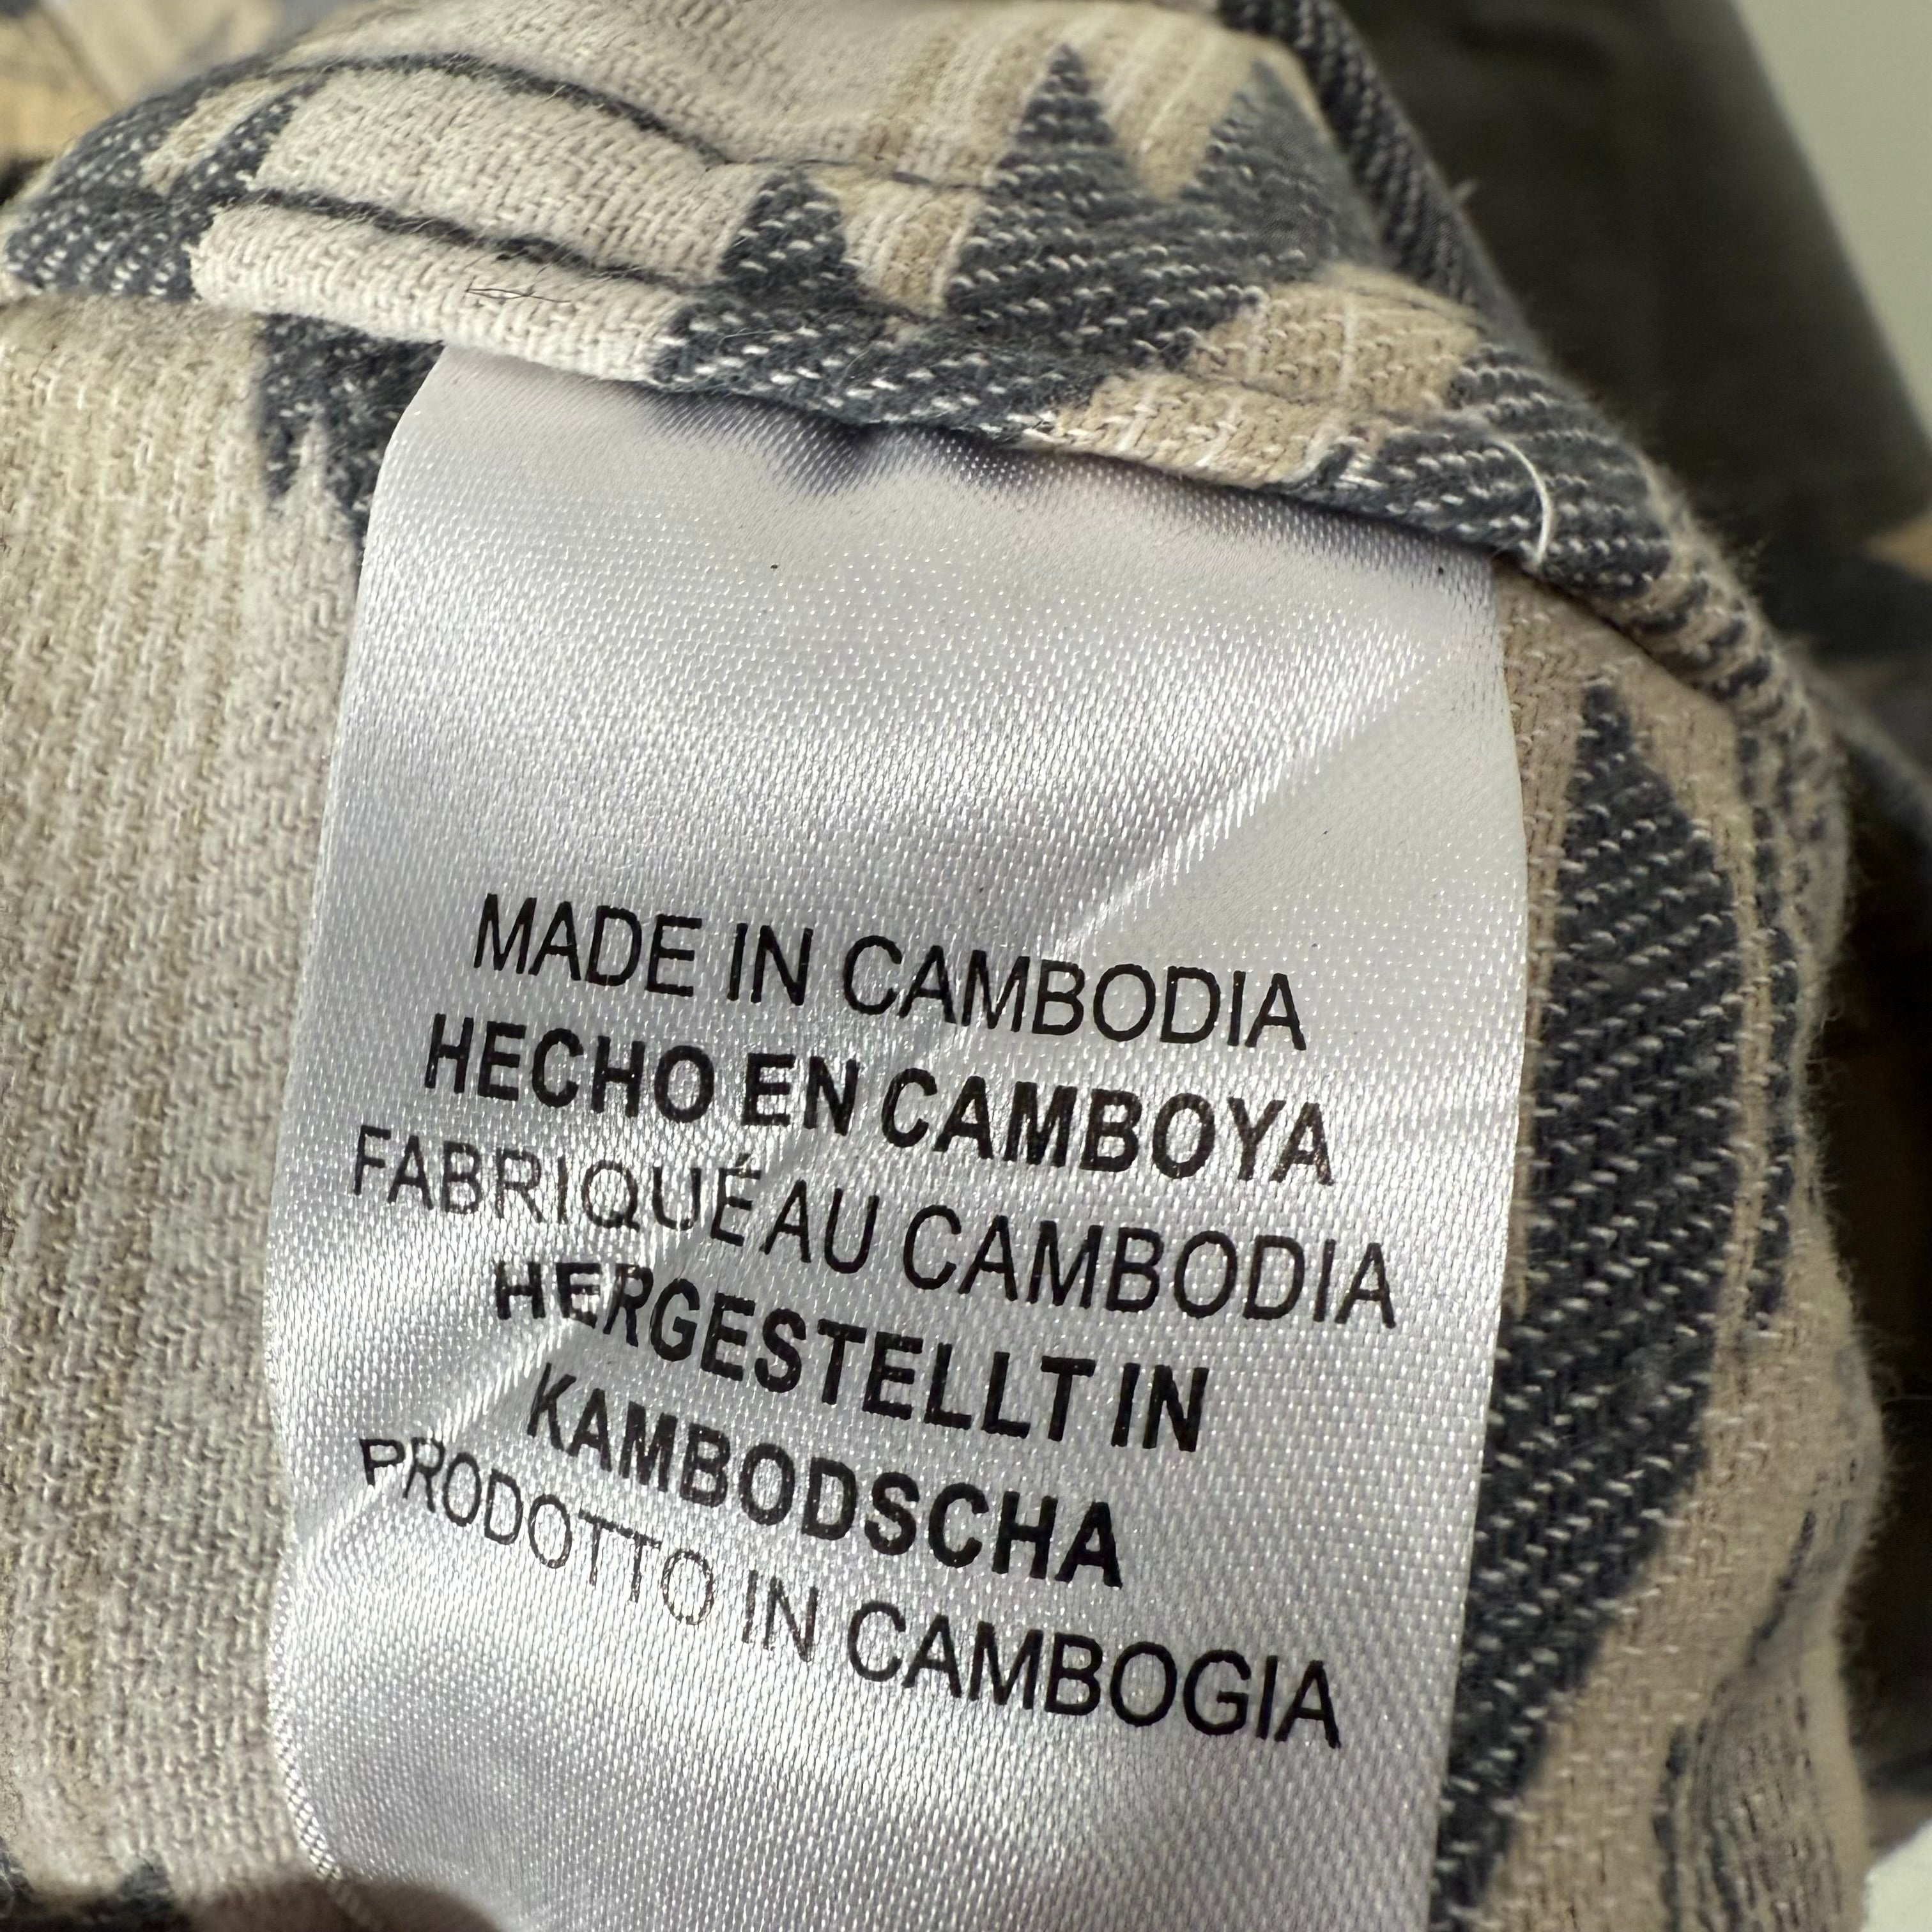 MADE IN CAMBODIA
HECHO EN CAMBOYA
FABRIQUÉ AU CAMBODIA
HERGESTELLT IN
KAMBODSCHA
PRODOTTO IN CAMBOGIA